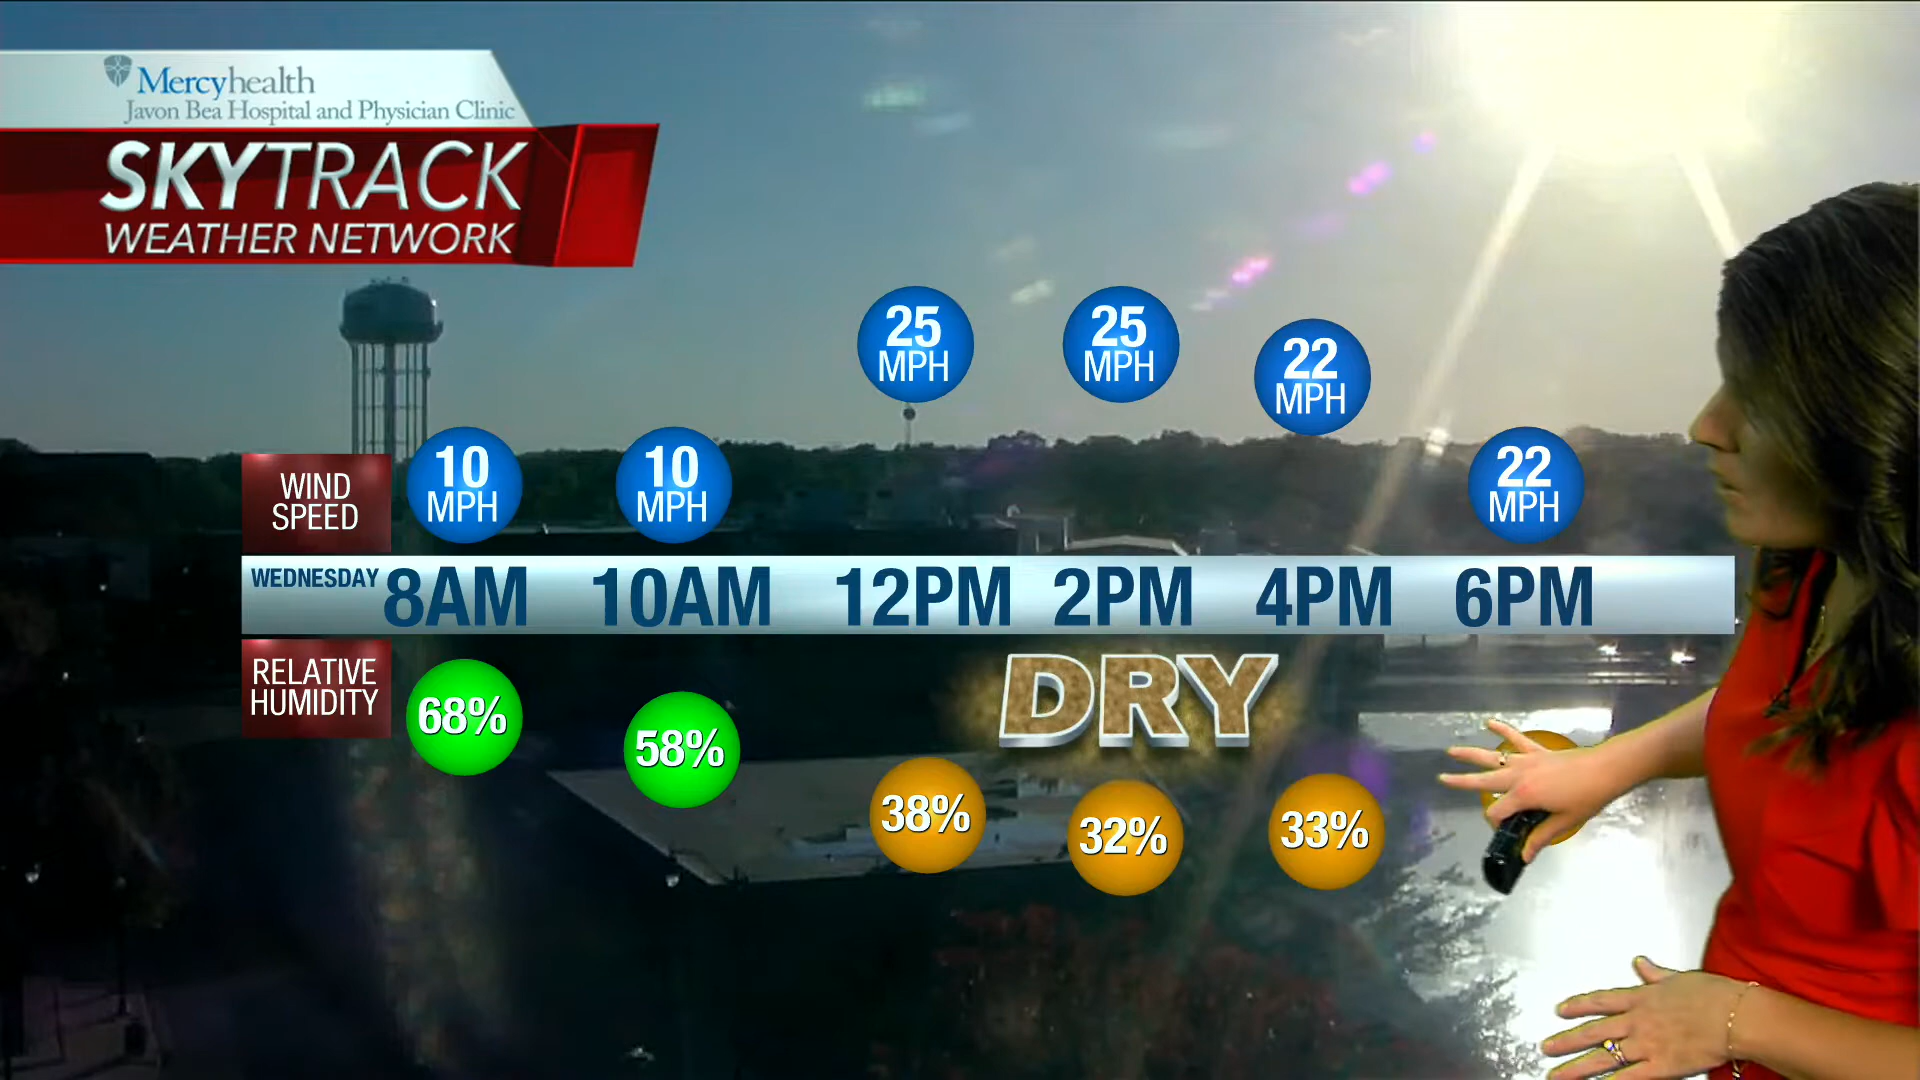 Mercyhealth
Javon Bea Hospital and Physician Clinic
SKYTRACK
WEATHER NETWORK
25 MPH
25 MPH
22 MPH
WIND SPEED
10 MPH
10 MPH
22 MPH
WEDNESDAY 8AM 10AM 12PM 2PM 4PM 6PM
RELATIVE HUMIDITY
DRY
68%
58%
38%
32%
33%